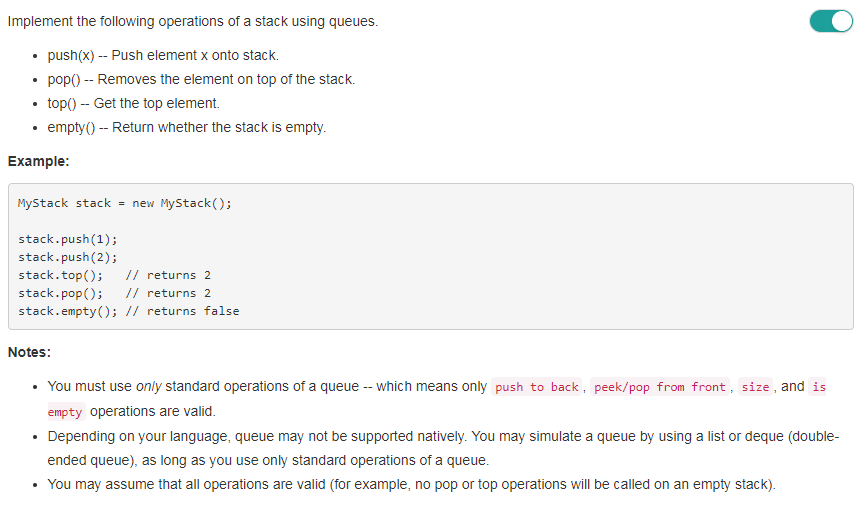 Implement the following operations of a stack using queues.
• push(x) -- Push element x onto stack.
• pop() -- Removes the element on top of the stack.
• top() -- Get the top element.
• empty() -- Return whether the stack is empty.
Example:
MyStack stack = new MyStack();
stack.push(1);
stack.push(2);
stack.top();   // returns 2
stack.pop();   // returns 2
stack.empty(); // returns false
Notes:
• You must use only standard operations of a queue -- which means only push to back, peek/pop from front, size, and is
empty operations are valid.
• Depending on your language, queue may not be supported natively. You may simulate a queue by using a list or deque (double-
ended queue), as long as you use only standard operations of a queue.
• You may assume that all operations are valid (for example, no pop or top operations will be called on an empty stack).